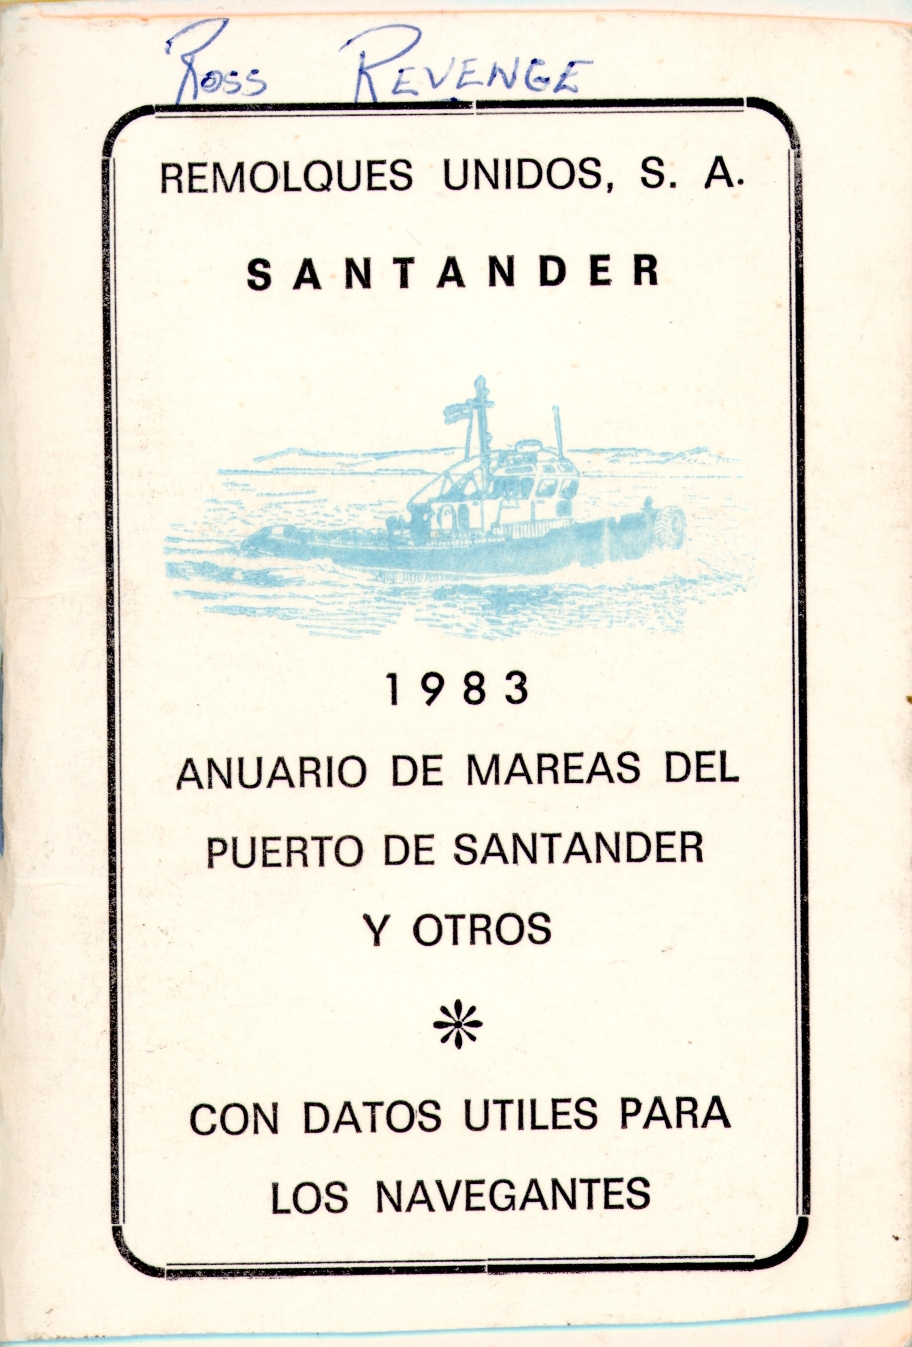 Ross REVENGE
REMOLQUES UNIDOS, S. A.
SANTANDER
1983
ANUARIO DE MAREAS DEL
PUERTO DE SANTANDER
Y OTROS
CON DATOS UTILES PARA
LOS NAVEGANTES